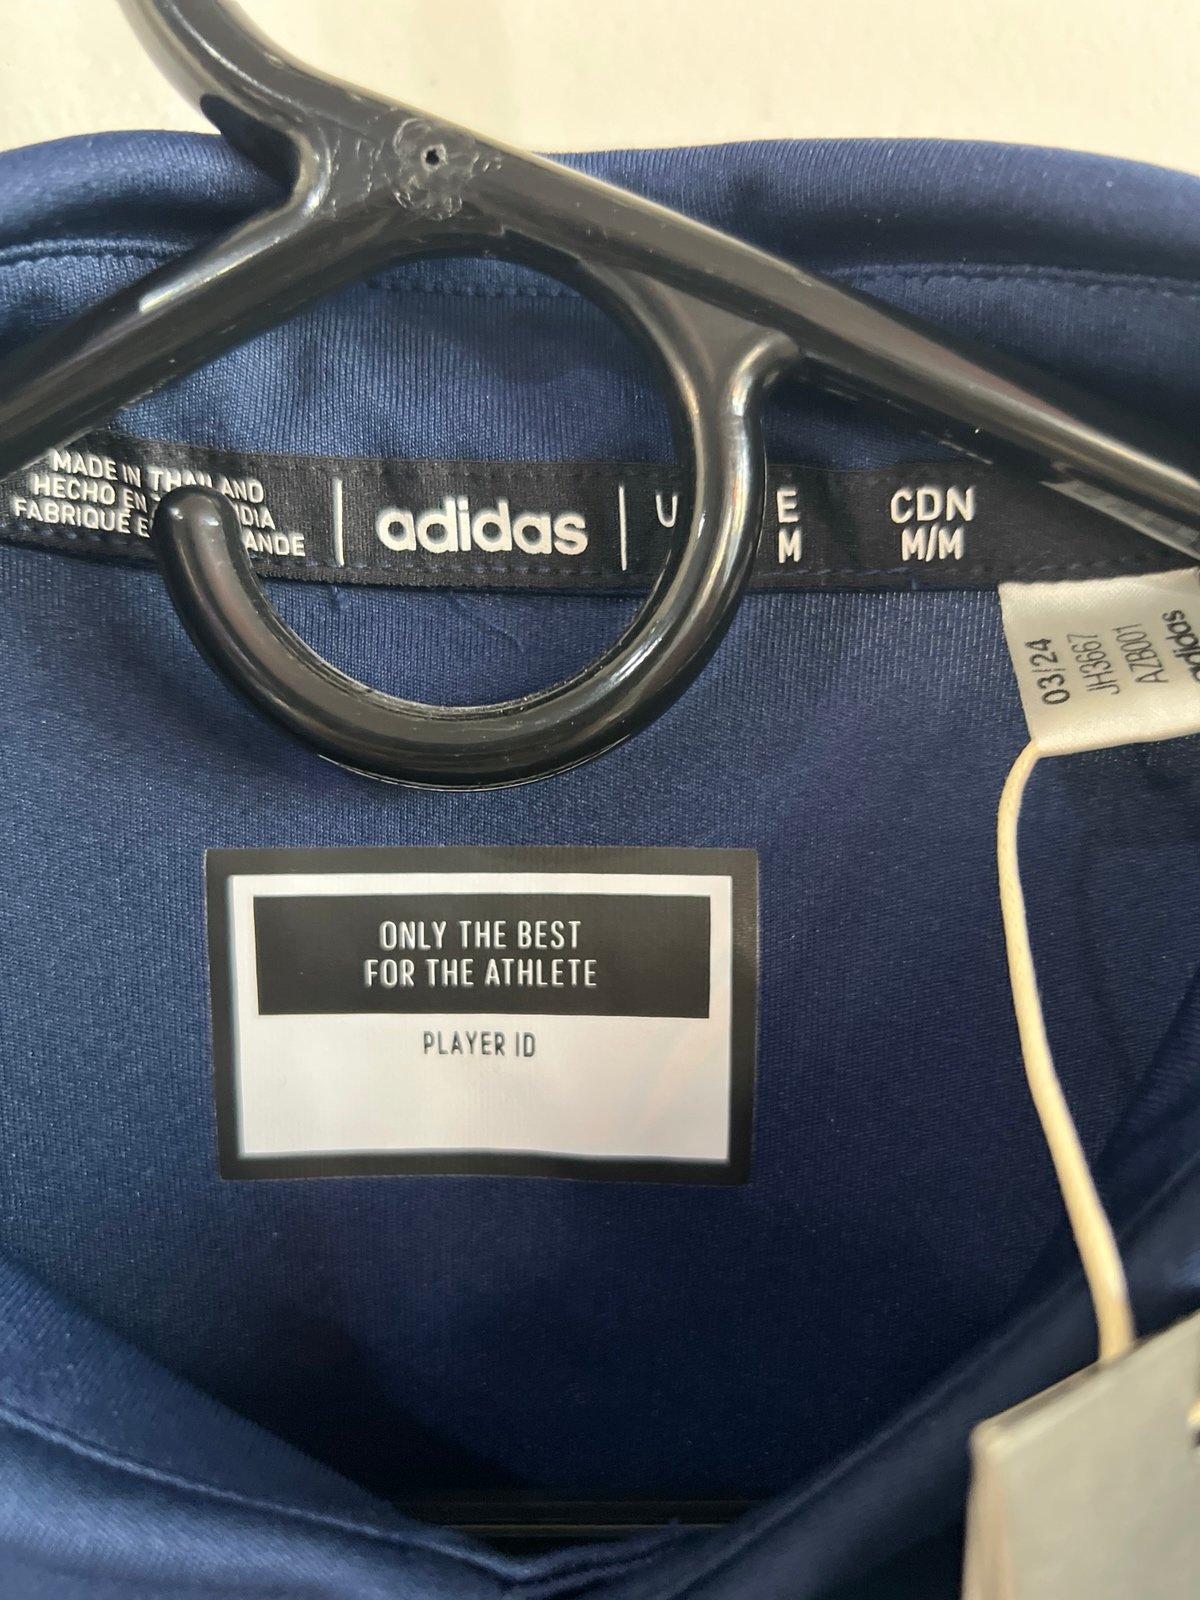 MADE IN THAILAND
HECHO EN
FABRIQUÉ
adidas
U
E
M
CDN
M/M
03/24
JH3667
AZB001
adidas
ONLY THE BEST
FOR THE ATHLETE
PLAYER ID